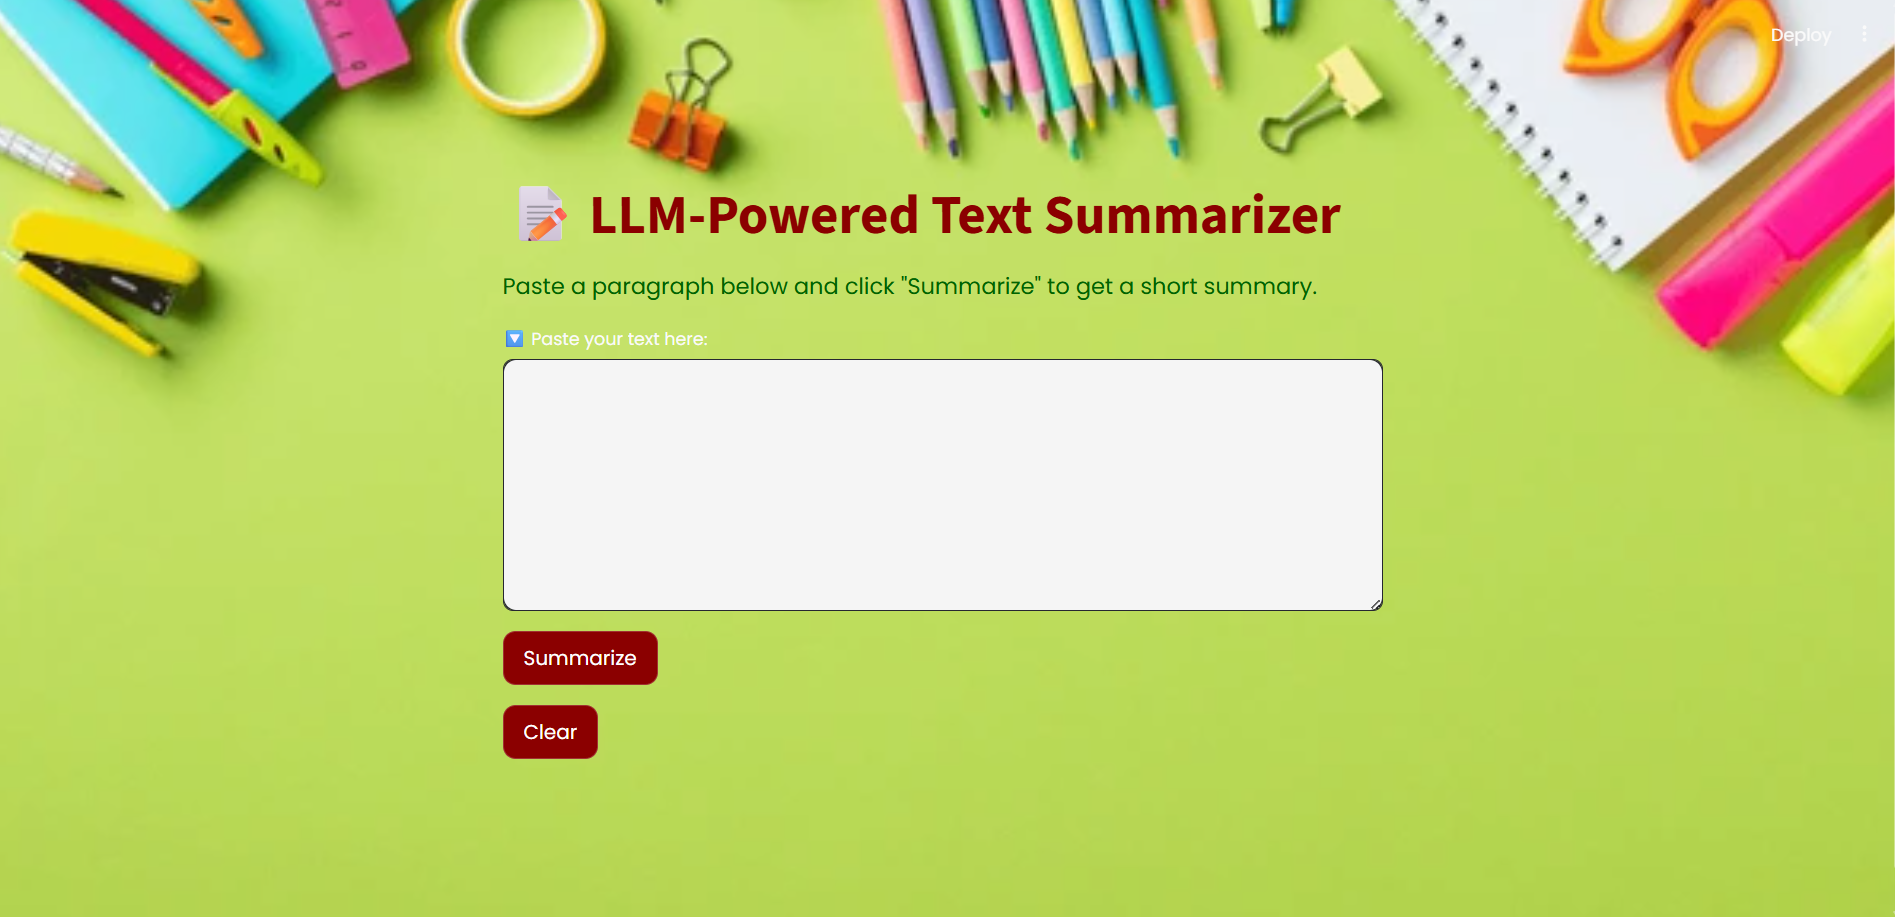 Deploy
LLM-Powered Text Summarizer
Paste a paragraph below and click "Summarize" to get a short summary.
Paste your text here:
Summarize
Clear